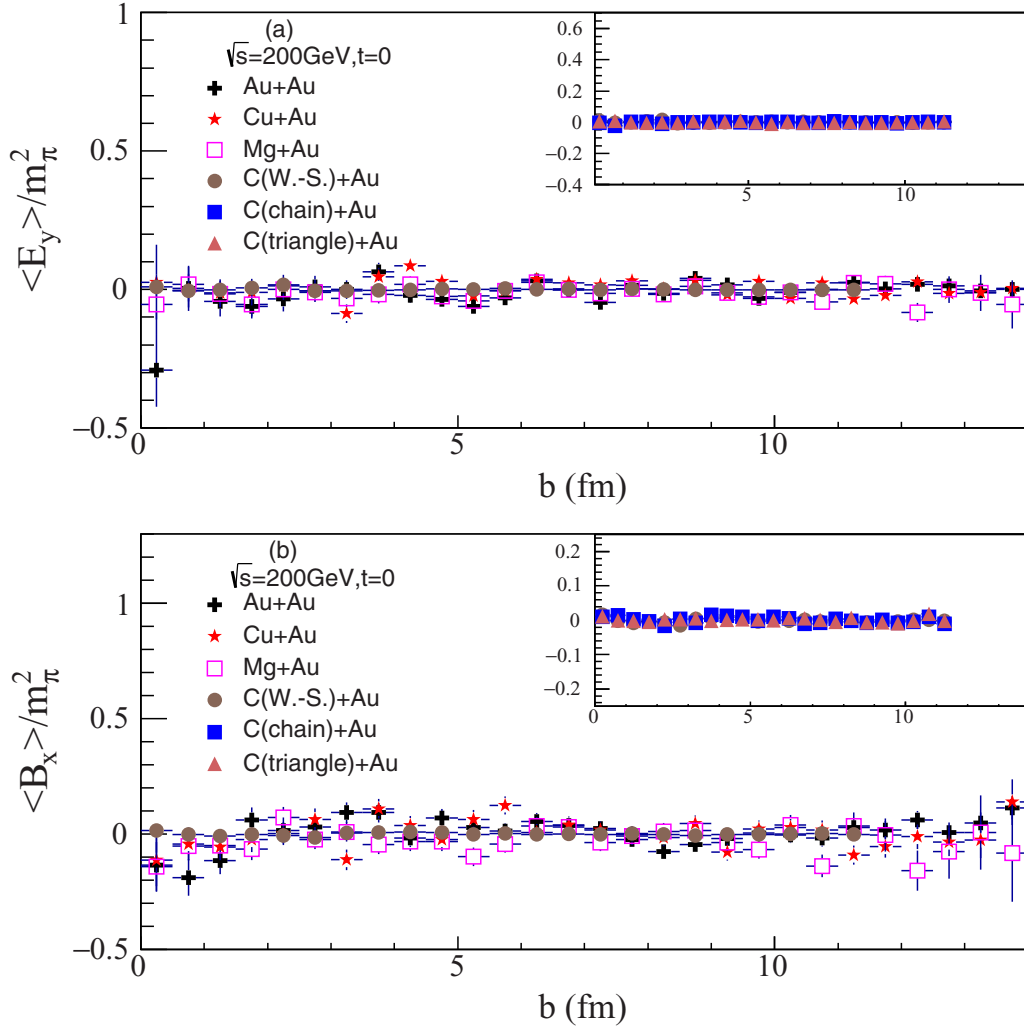 (a)
√s=200GeV,t=0
Au+Au
Cu+Au
Mg+Au
C(W.-S.)+Au
C(chain)+Au
C(triangle)+Au
1
0.5
0
−0.5
<E_y>/m_π^2
0.6
0.4
0.2
0
−0.2
−0.4
5
10
0
5
10
b (fm)
(b)
√s=200GeV,t=0
Au+Au
Cu+Au
Mg+Au
C(W.-S.)+Au
C(chain)+Au
C(triangle)+Au
1
0.5
0
−0.5
<B_x>/m_π^2
0.2
0.1
0
−0.1
−0.2
0
5
10
0
5
10
b (fm)